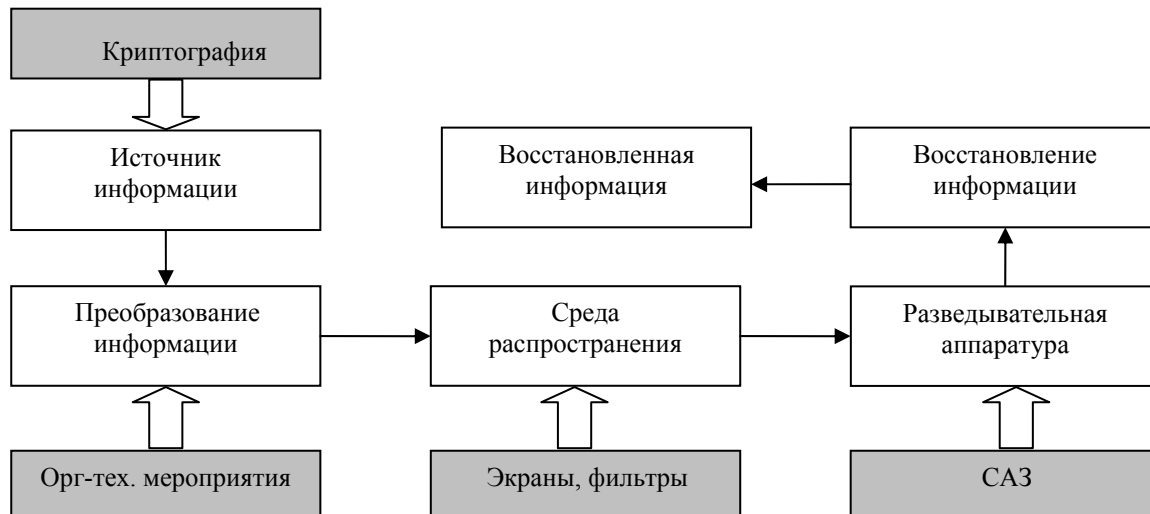 Криптография
Источник
информации
Восстановленная
информация
Восстановление
информации
Преобразование
информации
Среда
распространения
Разведывательная
аппаратура
Орг-тех. мероприятия
Экраны, фильтры
САЗ